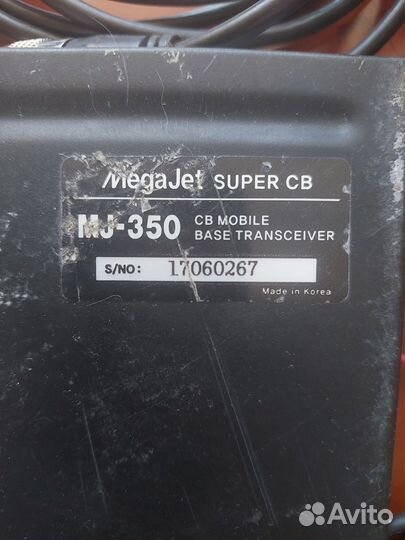 MegaJet SUPER CB
MJ-350 CB MOBILE
BASE TRANSCEIVER
S/NO: 17060267
Made in Korea
Avito